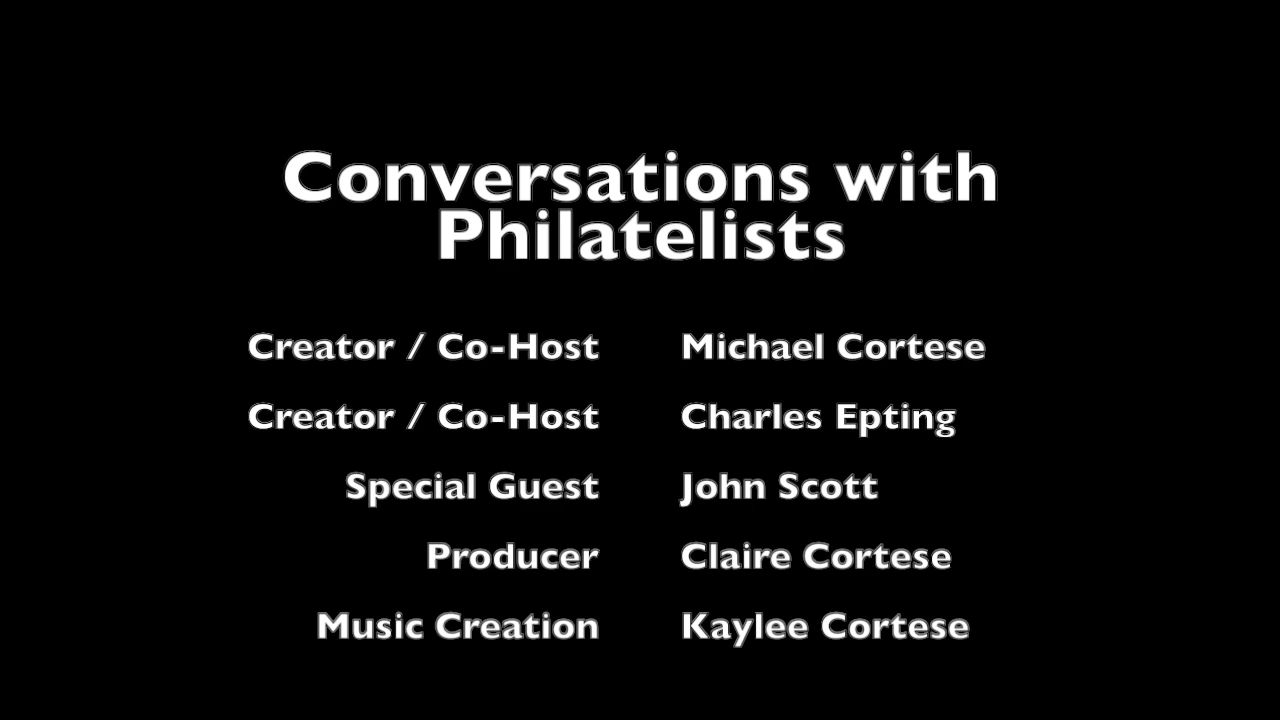 Conversations with
Philatelists
Creator / Co-Host Michael Cortese
Creator / Co-Host Charles Epting
Special Guest John Scott
Producer Claire Cortese
Music Creation Kaylee Cortese